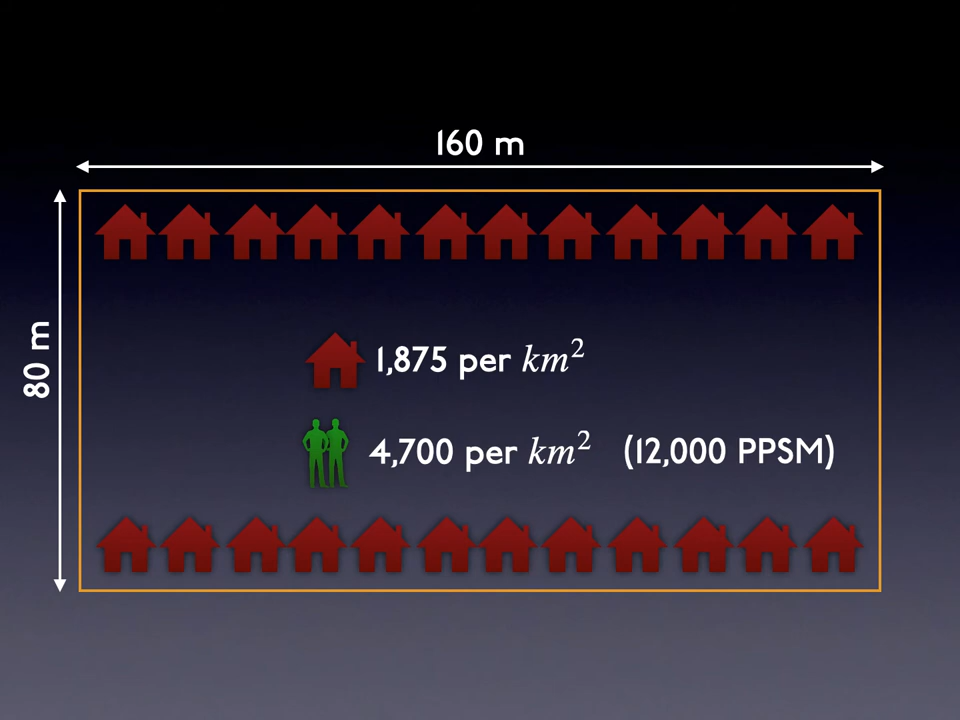 160 m
80 m
1,875 per km²
4,700 per km² (12,000 PPSM)